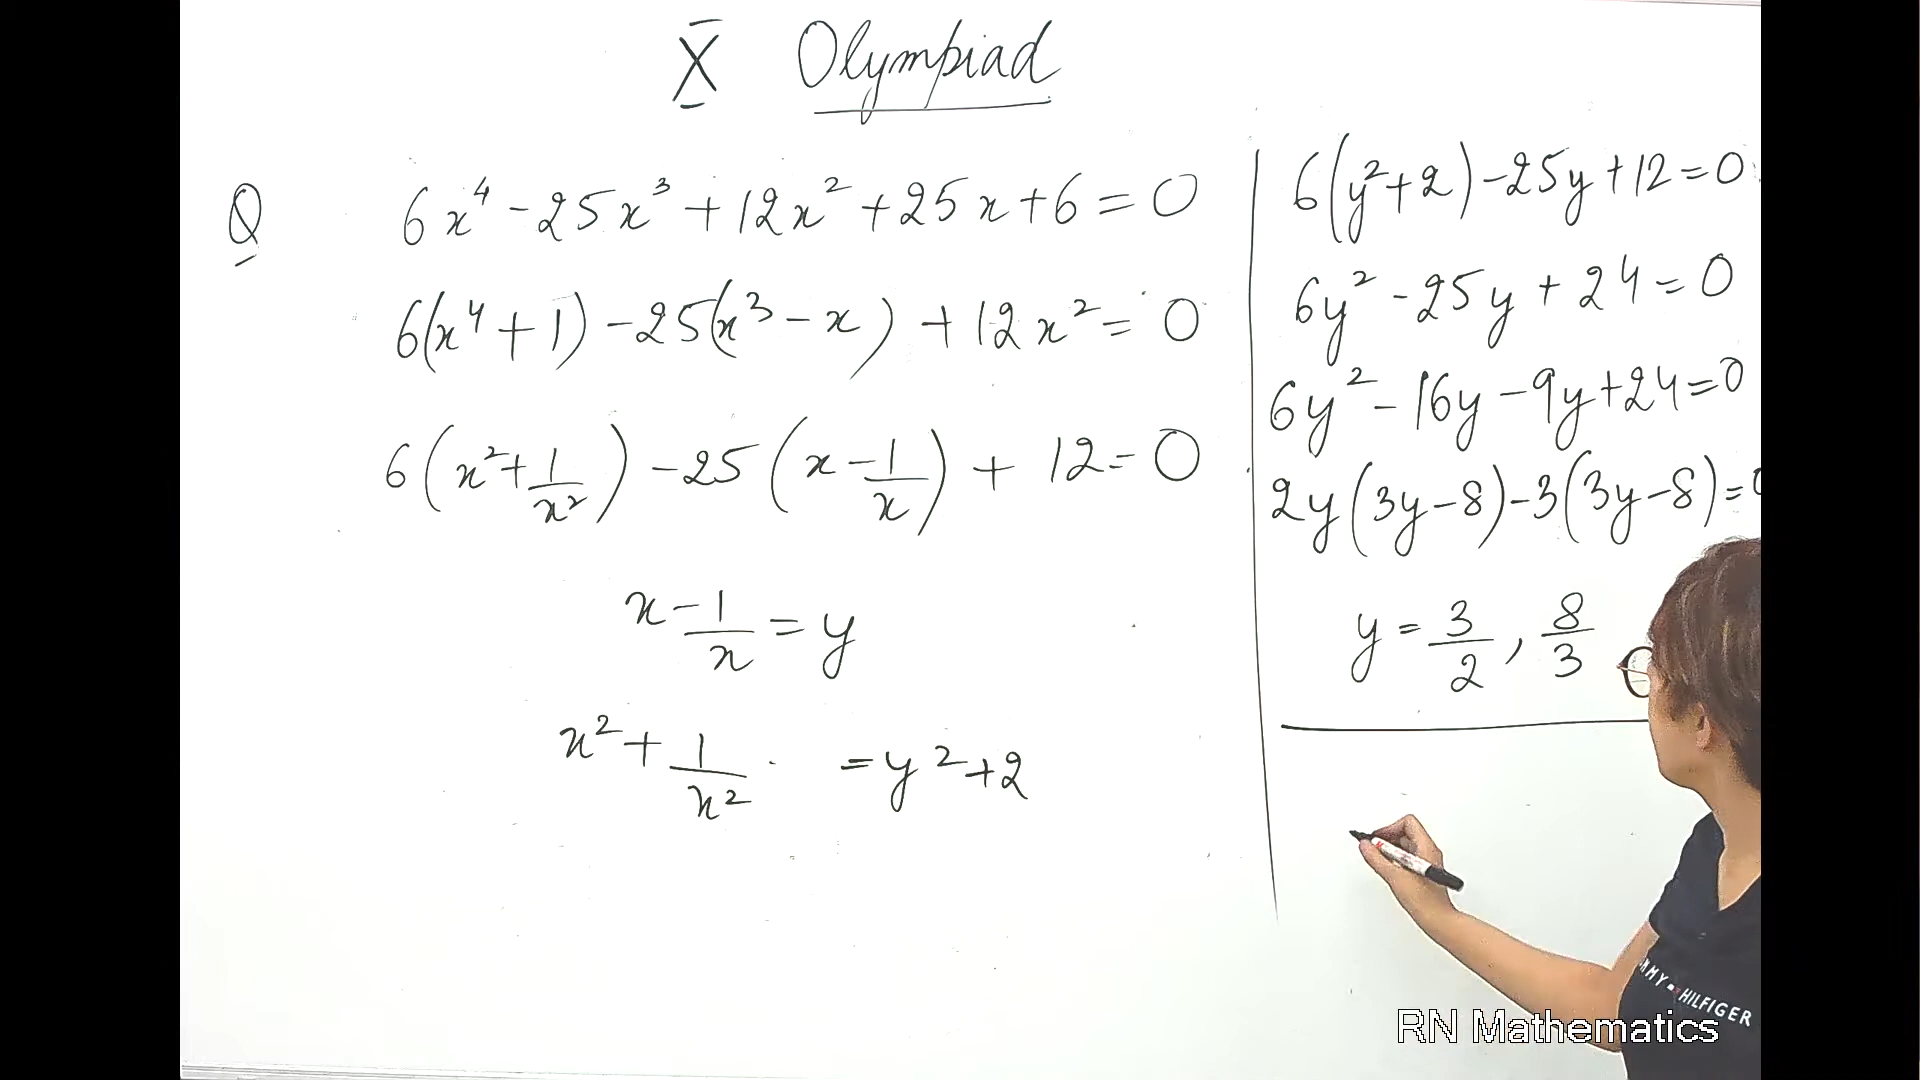 X Olympiad
Q 6x⁴ - 25x³ + 12x² + 25x + 6 = 0
6(x⁴ + 1) - 25(x³ - x) + 12x² = 0
6(x² + 1/x²) - 25(x - 1/x) + 12 = 0
x - 1/x = y
x² + 1/x² = y² + 2
6(y² + 2) - 25y + 12 = 0
6y² - 25y + 24 = 0
6y² - 16y - 9y + 24 = 0
2y(3y - 8) - 3(3y - 8) = 0
y = 3/2, 8/3
HILFIGER
RN Mathematics